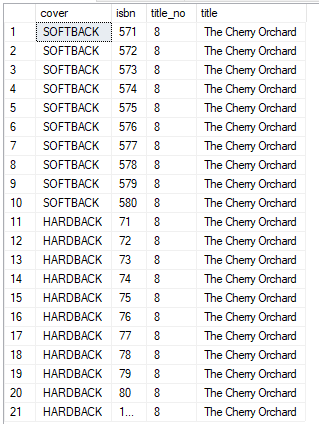 cover isbn title_no title
1 SOFTBACK 571 8 The Cherry Orchard
2 SOFTBACK 572 8 The Cherry Orchard
3 SOFTBACK 573 8 The Cherry Orchard
4 SOFTBACK 574 8 The Cherry Orchard
5 SOFTBACK 575 8 The Cherry Orchard
6 SOFTBACK 576 8 The Cherry Orchard
7 SOFTBACK 577 8 The Cherry Orchard
8 SOFTBACK 578 8 The Cherry Orchard
9 SOFTBACK 579 8 The Cherry Orchard
10 SOFTBACK 580 8 The Cherry Orchard
11 HARDBACK 71 8 The Cherry Orchard
12 HARDBACK 72 8 The Cherry Orchard
13 HARDBACK 73 8 The Cherry Orchard
14 HARDBACK 74 8 The Cherry Orchard
15 HARDBACK 75 8 The Cherry Orchard
16 HARDBACK 76 8 The Cherry Orchard
17 HARDBACK 77 8 The Cherry Orchard
18 HARDBACK 78 8 The Cherry Orchard
19 HARDBACK 79 8 The Cherry Orchard
20 HARDBACK 80 8 The Cherry Orchard
21 HARDBACK 1... 8 The Cherry Orchard